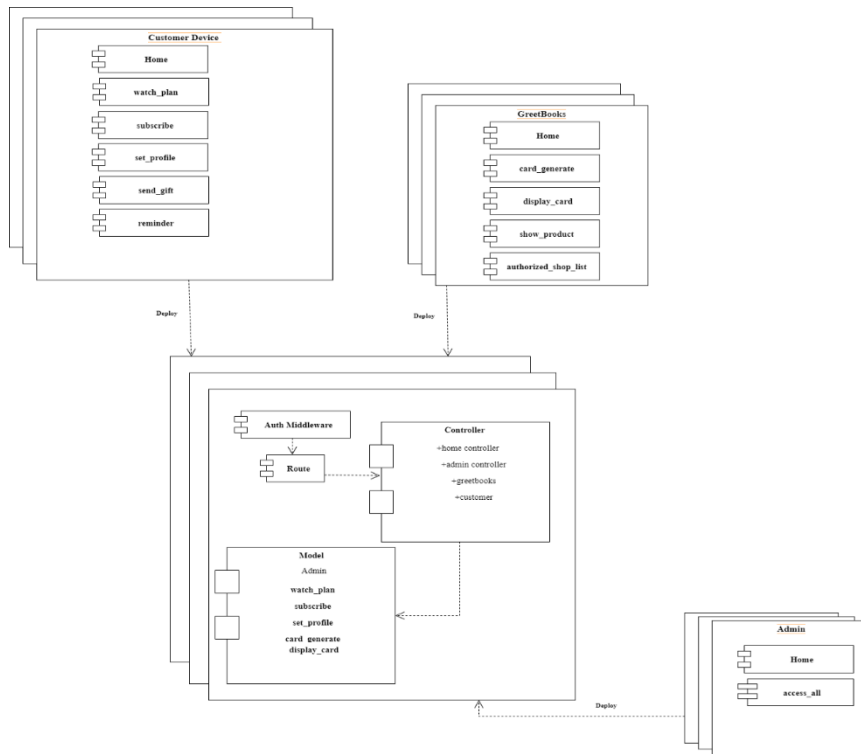 Customer Device
Home
watch_plan
subscribe
set_profile
send_gift
reminder
GreetBooks
Home
card_generate
display_card
show_product
authorized_shop_list
Deploy
Deploy
Auth Middleware
Route
Controller
+home controller
+admin controller
+greetbooks
+customer
Model
Admin
watch_plan
subscribe
set_profile
card_generate
display_card
Admin
Home
access_all
Deploy